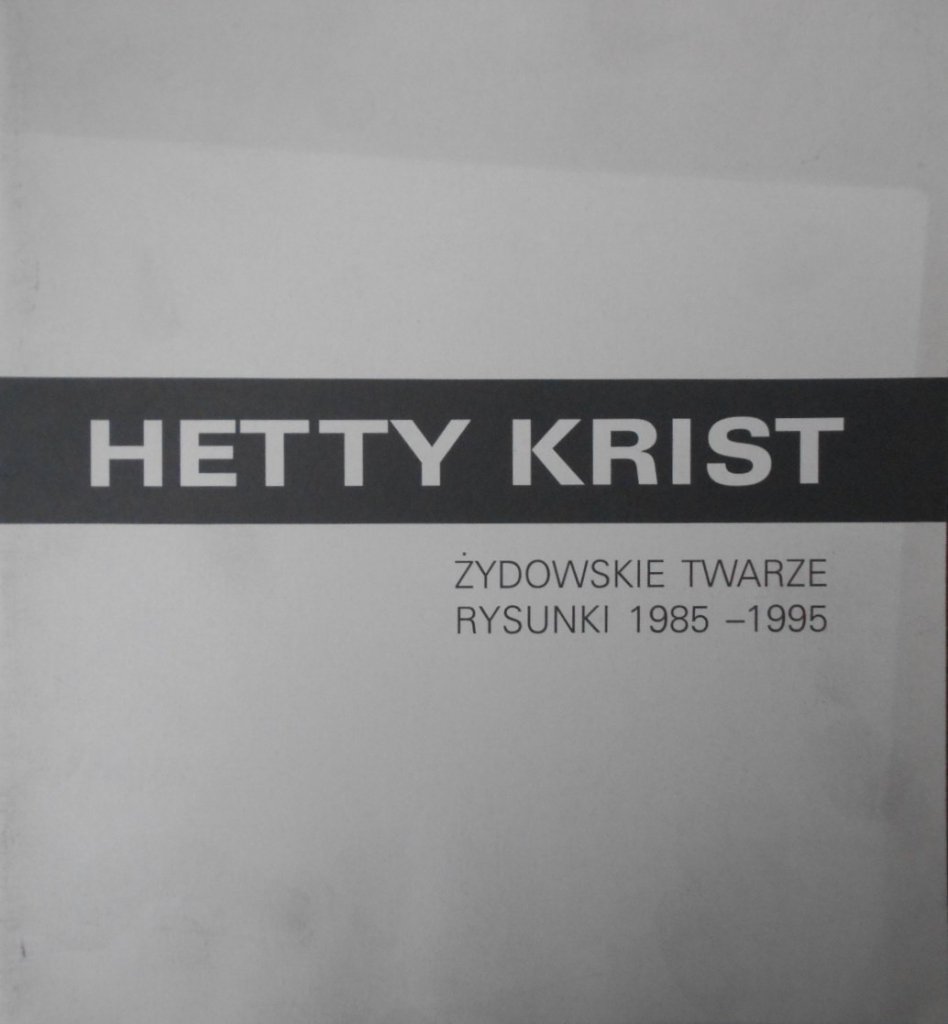 HETTY KRIST
ŻYDOWSKIE TWARZE
RYSUNKI 1985 –1995